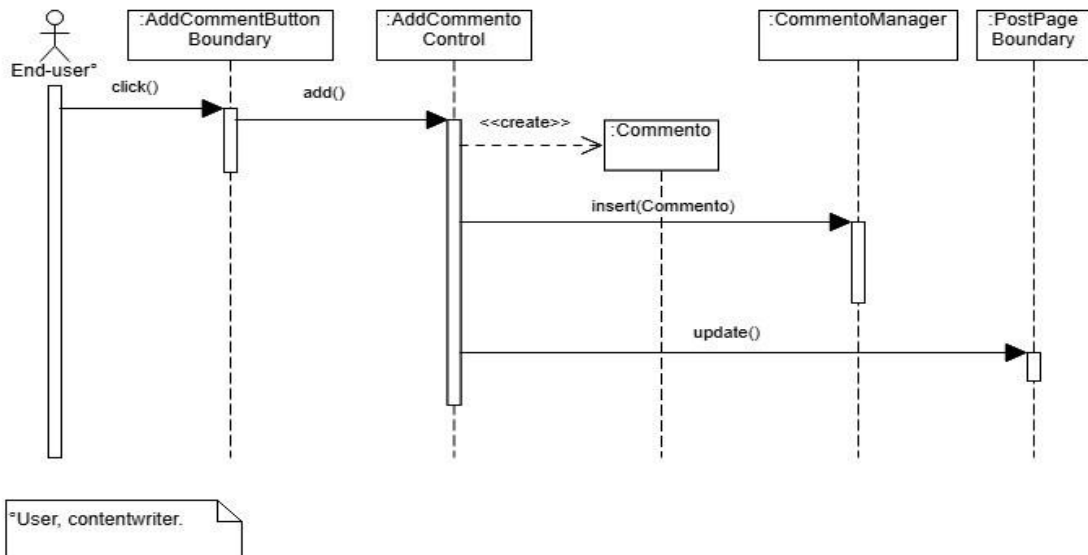 :AddCommentButton
Boundary
:AddCommento
Control
:CommentoManager
:PostPage
Boundary
End-user°
click()
add()
<<create>>
:Commento
insert(Commento)
update()
°User, contentwriter.